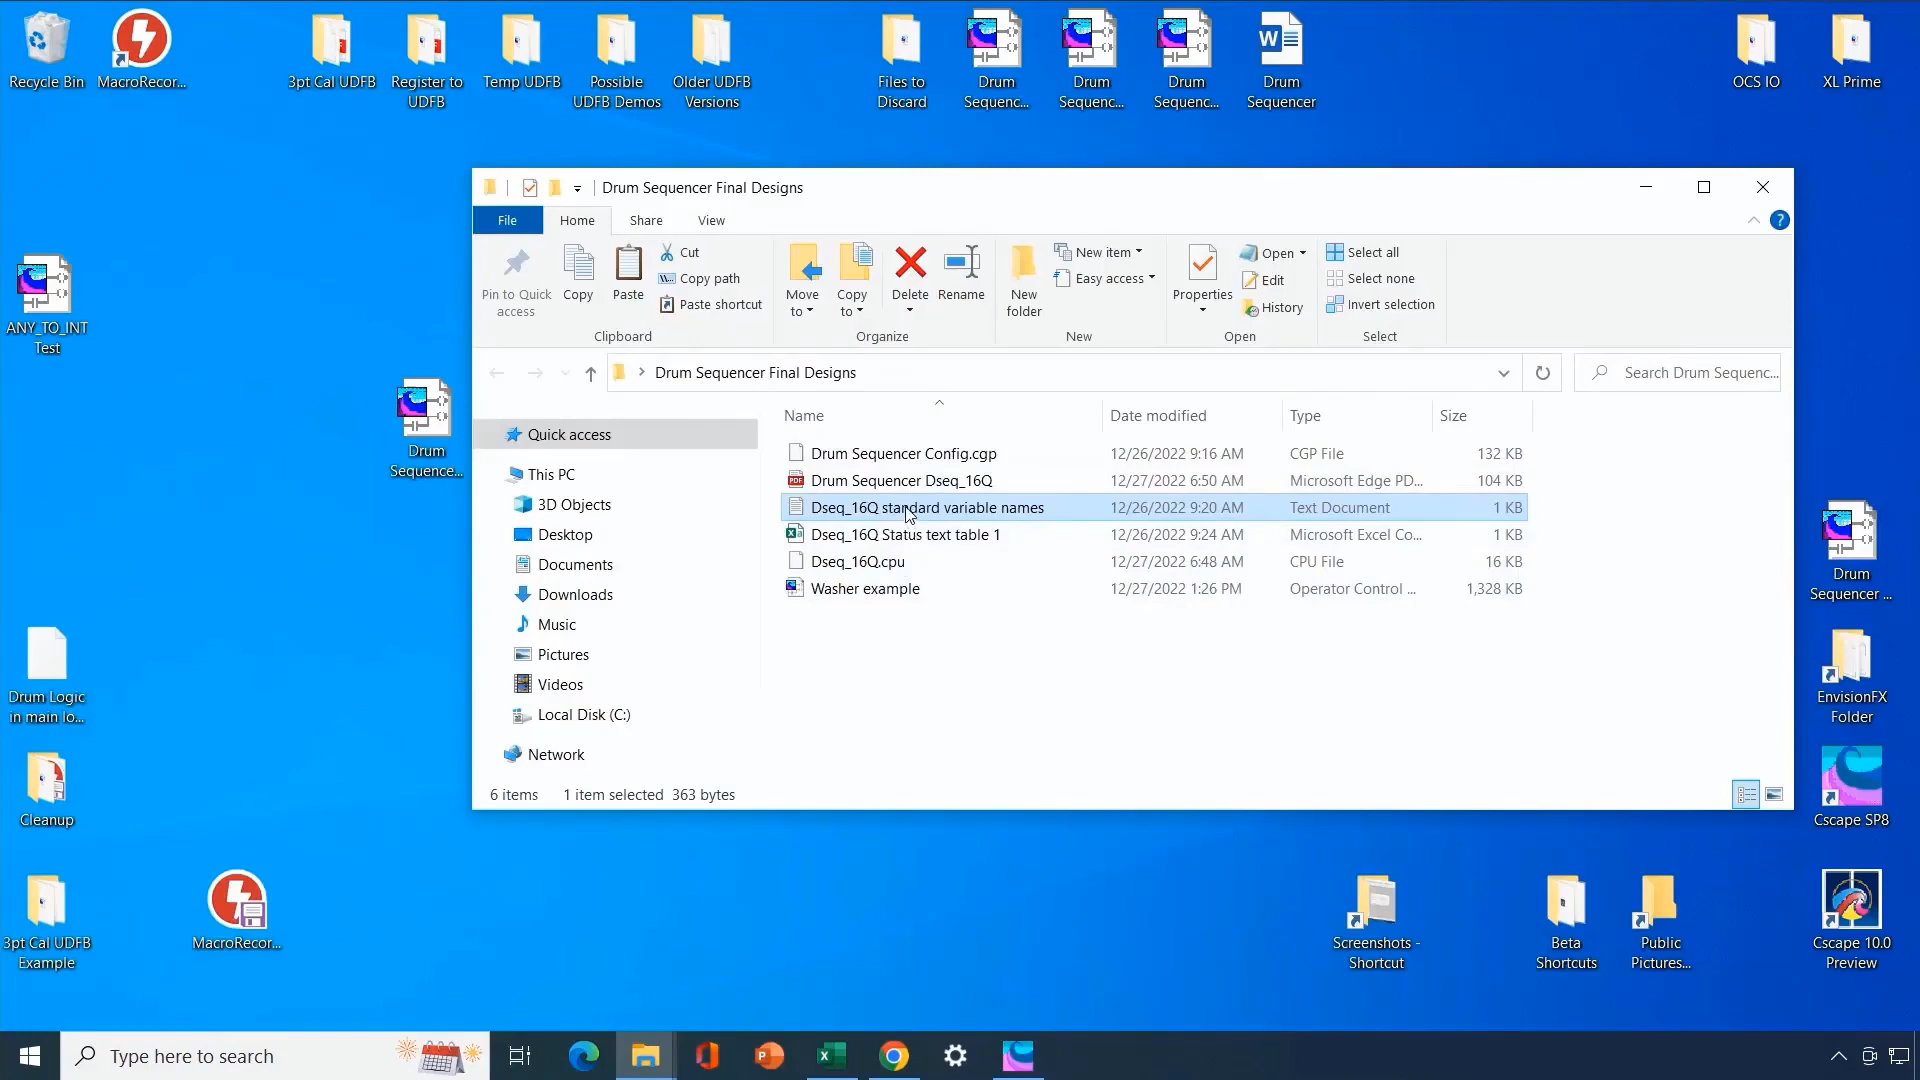 Recycle Bin
MacroRecor...
3pt Cal UDFB
Register to
UDFB
Temp UDFB
Possible
UDFB Demos
Older UDFB
Versions
Files to
Discard
Drum
Sequenc...
Drum
Sequenc...
Drum
Sequenc...
Drum
Sequencer
OCS IO
XL Prime
ANY_TO_INT
Test
Drum
Sequence...
Drum Logic
in main lo...
Cleanup
3pt Cal UDFB
Example
MacroRecor...
Drum Sequencer Final Designs
File
Home
Share
View
Pin to Quick
access
Copy
Paste
Cut
Copy path
Paste shortcut
Clipboard
Move
to
Copy
to
Delete
Rename
Organize
New
folder
New item
Easy access
New
Properties
Open
Edit
History
Open
Select all
Select none
Invert selection
Select
Drum Sequencer Final Designs
Search Drum Sequenc...
Quick access
This PC
3D Objects
Desktop
Documents
Downloads
Music
Pictures
Videos
Local Disk (C:)
Network
Name Date modified Type Size
Drum Sequencer Config.cgp 12/26/2022 9:16 AM CGP File 132 KB
Drum Sequencer Dseq_16Q 12/27/2022 6:50 AM Microsoft Edge PD... 104 KB
Dseq_16Q standard variable names 12/26/2022 9:20 AM Text Document 1 KB
Dseq_16Q Status text table 1 12/26/2022 9:24 AM Microsoft Excel Co... 1 KB
Dseq_16Q.cpu 12/27/2022 6:48 AM CPU File 16 KB
Washer example 12/27/2022 1:26 PM Operator Control ... 1,328 KB
6 items 1 item selected 363 bytes
Drum
Sequencer ...
EnvisionFX
Folder
Cscape SP8
Screenshots -
Shortcut
Beta
Shortcuts
Public
Pictures...
Cscape 10.0
Preview
Type here to search